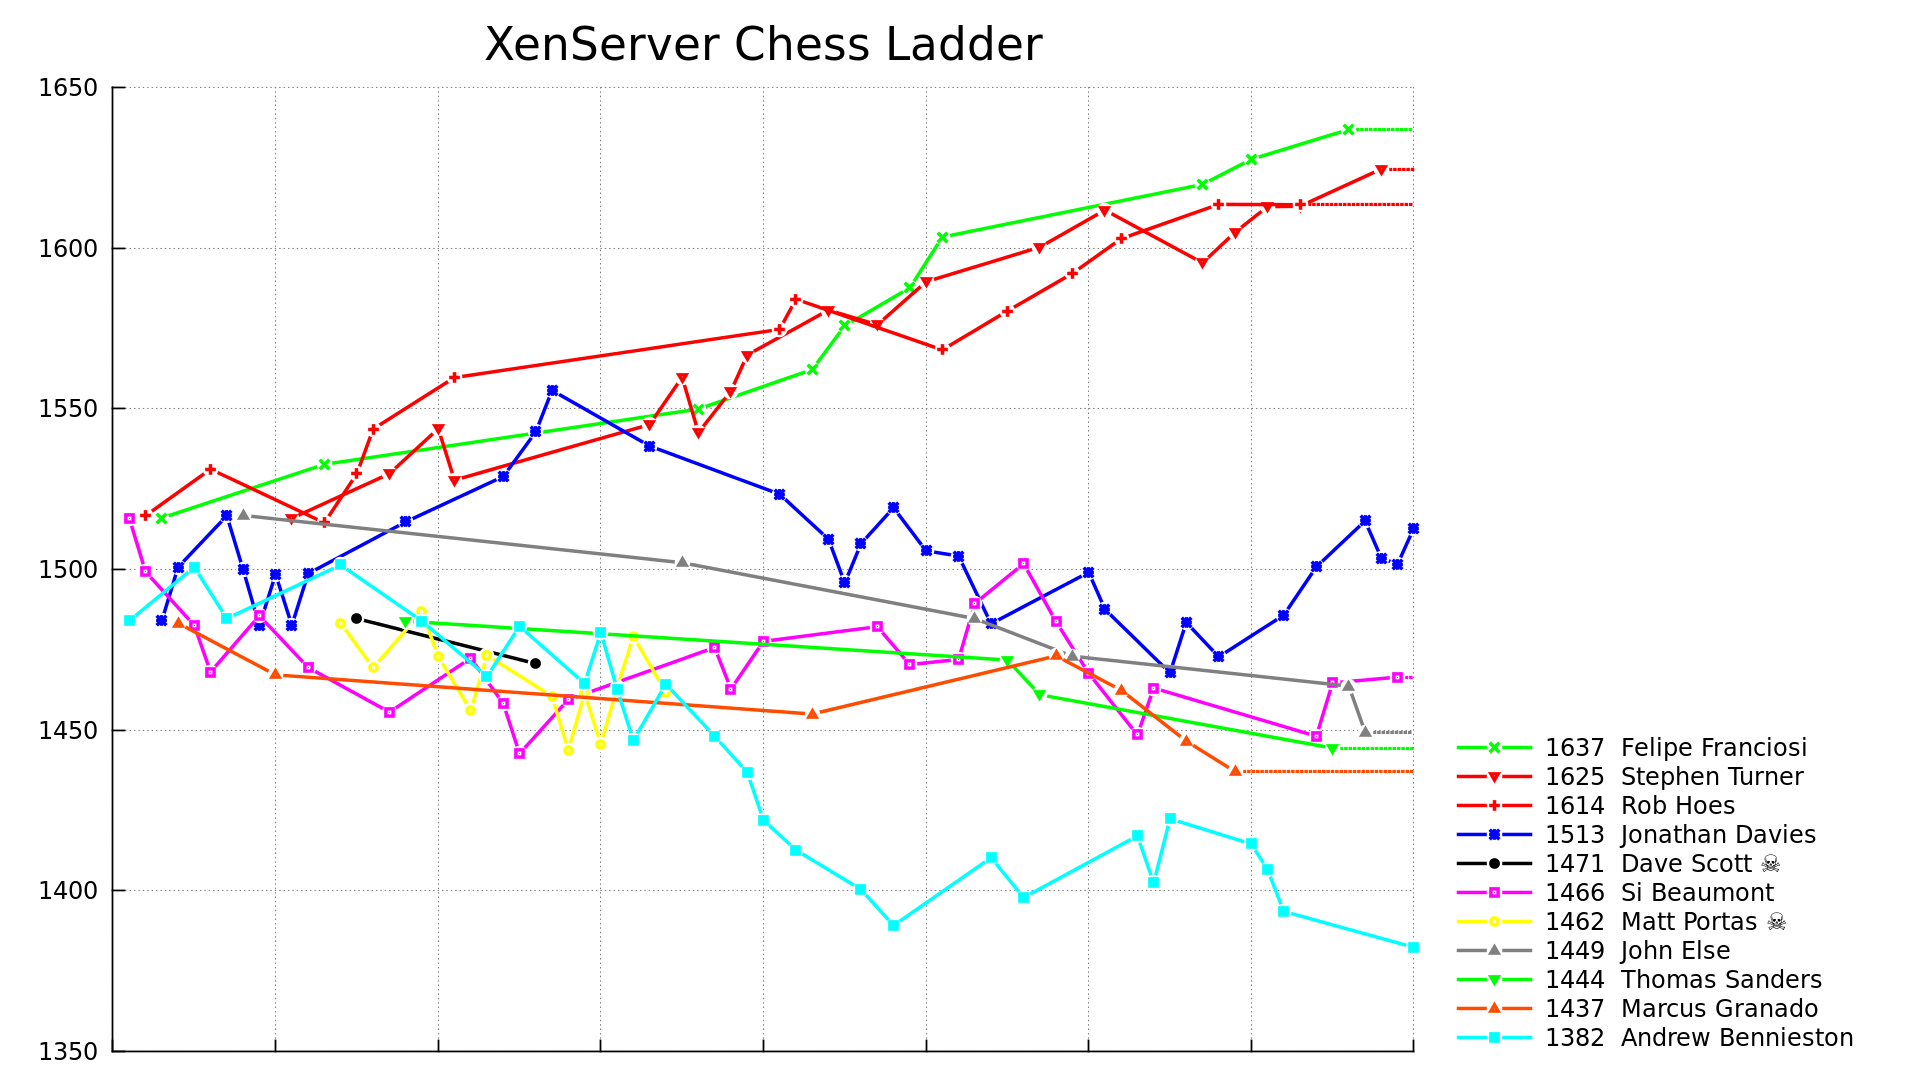 XenServer Chess Ladder
1650
1600
1550
1500
1450
1400
1350
1637 Felipe Franciosi
1625 Stephen Turner
1614 Rob Hoes
1513 Jonathan Davies
1471 Dave Scott ☠
1466 Si Beaumont
1462 Matt Portas ☠
1449 John Else
1444 Thomas Sanders
1437 Marcus Granado
1382 Andrew Bennieston